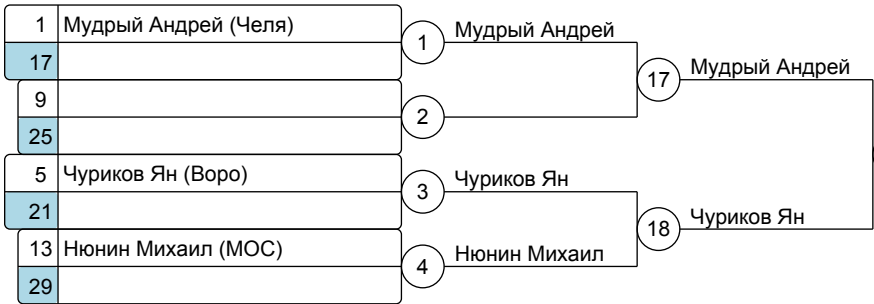 1 Мудрый Андрей (Челя)
17
1 Мудрый Андрей
9
25
2
17 Мудрый Андрей
5 Чуриков Ян (Воро)
21
3 Чуриков Ян
13 Нюнин Михаил (МОС)
29
4 Нюнин Михаил
18 Чуриков Ян